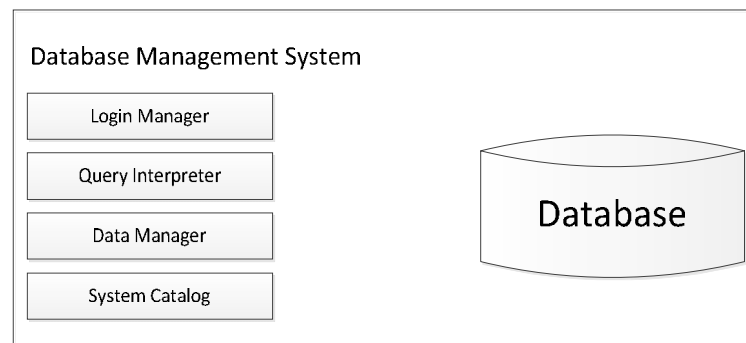 Database Management System
Login Manager
Query Interpreter
Data Manager
System Catalog
Database